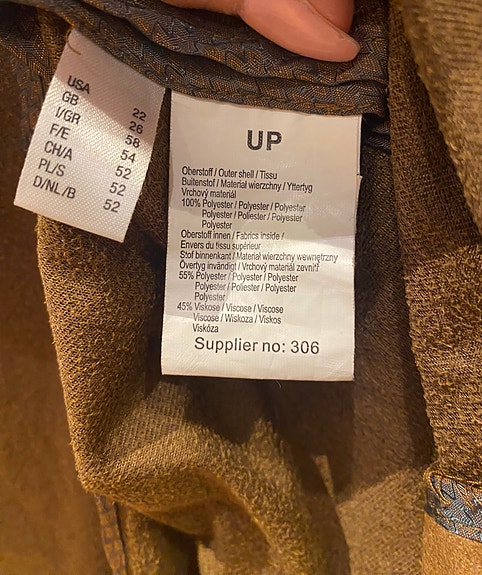 USA 22
GB 26
I/GR 58
F/E 54
CH/A 52
PL/S 52
D/NL/B 52
UP
Oberstoff / Outer shell / Tissu
Buitenstof / Materiał wierzchny / Yttertyg
Vrchový materiál
100% Polyester / Polyester / Polyester
Polyester / Poliester / Polyester
Polyester
Oberstoff innen / Fabrics inside /
Envers du tissu supérieur
Stof binnenkant / Materiał wierzchny wewnętrzny
Övertyg invändigt / Vrchový materiál zevnitř
55% Polyester / Polyester / Polyester
Polyester / Poliester / Polyester
Polyester
45% Viskose / Viscose / Viscose
Viscose / Wiskoza / Viskos
Viskóza
Supplier no: 306